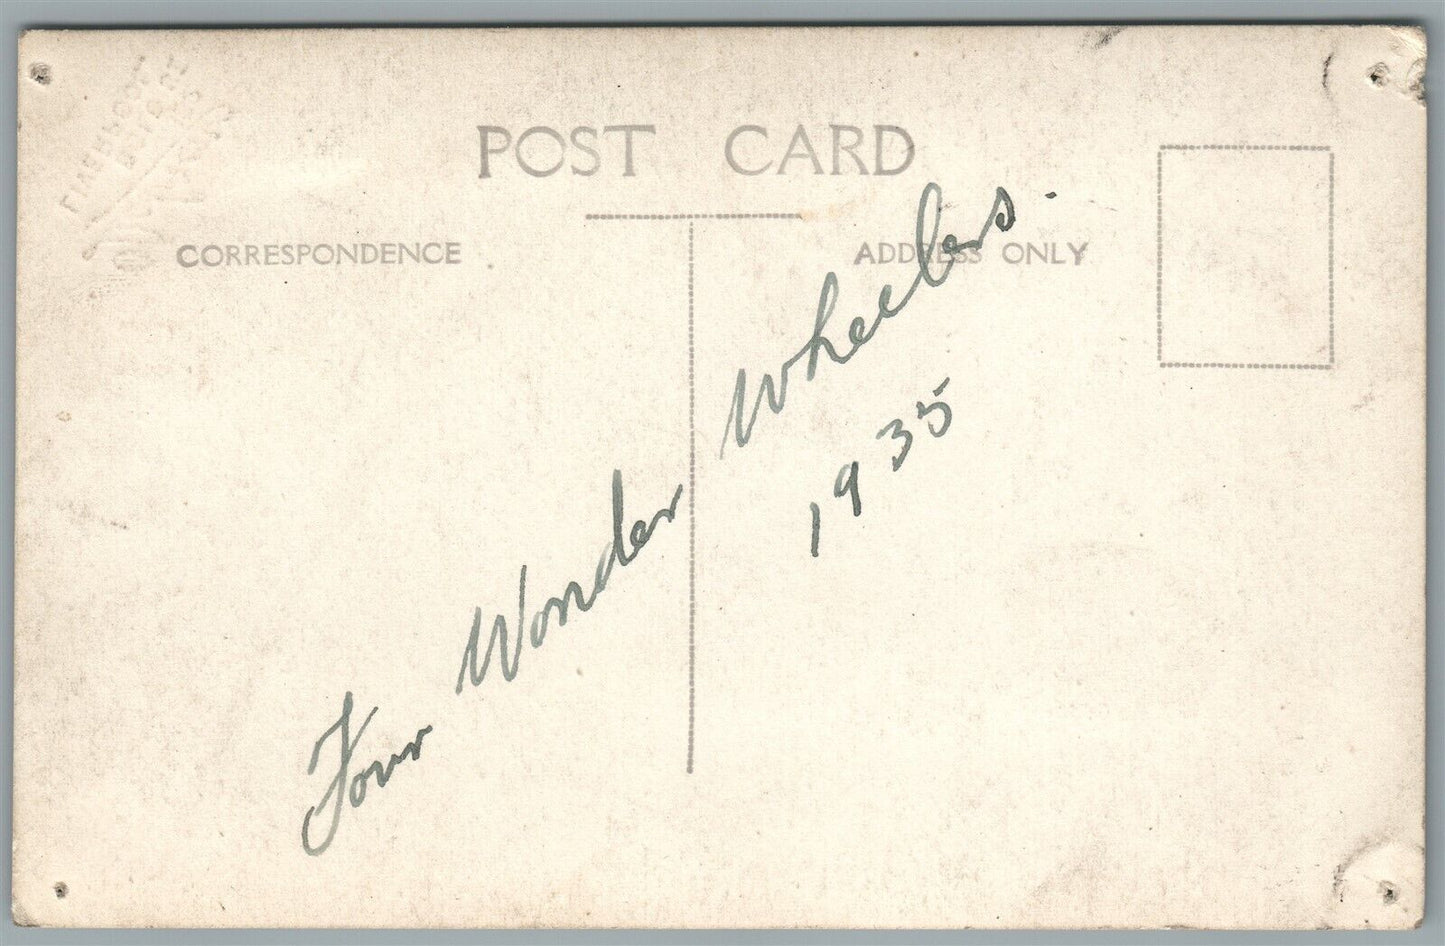 POST CARD
CORRESPONDENCE
ADDRESS ONLY
Four Wonder Wheelers.
1935